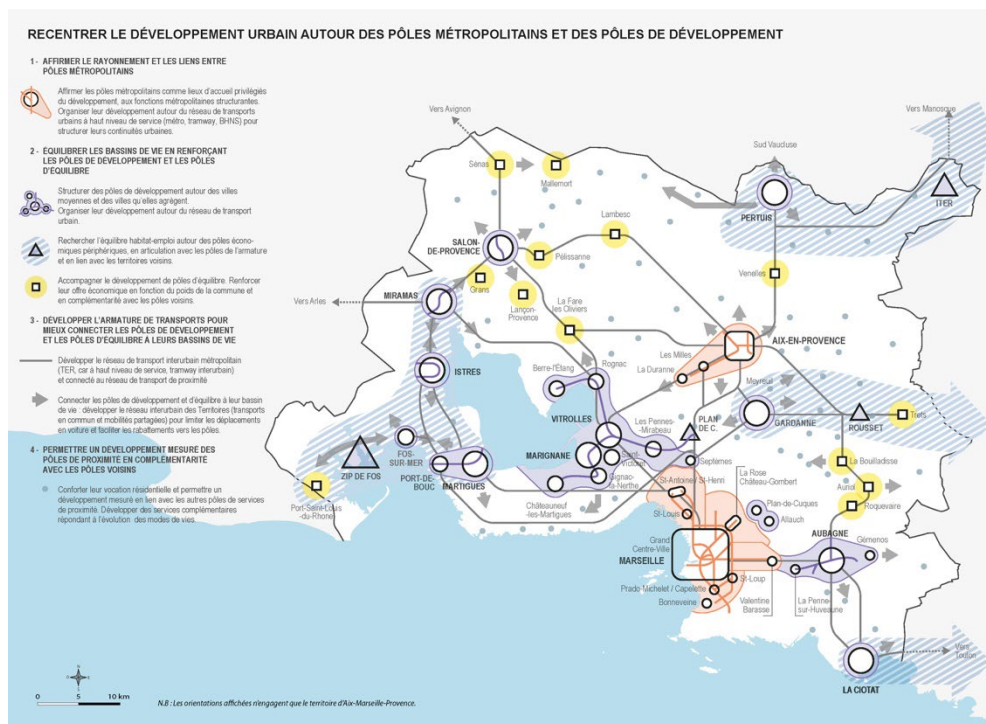 RECENTRER LE DÉVELOPPEMENT URBAIN AUTOUR DES PÔLES MÉTROPOLITAINS ET DES PÔLES DE DÉVELOPPEMENT
1 - AFFIRMER LE RAYONNEMENT ET LES LIENS ENTRE
PÔLES MÉTROPOLITAINS
Affirmer les pôles métropolitains comme lieux d'accueil privilégiés
du développement, aux fonctions métropolitaines structurantes.
Organiser leur développement autour du réseau de transports
urbains à haut niveau de service (métro, tramway, BHNS) pour
structurer leurs continuités urbaines.
2 - ÉQUILIBRER LES BASSINS DE VIE EN RENFORÇANT
LES PÔLES DE DÉVELOPPEMENT ET LES PÔLES
D'ÉQUILIBRE
Structurer des pôles de développement autour des villes
moyennes et des villes qu'elles agrègent.
Organiser leur développement autour du réseau de transport
urbain.
Rechercher l'équilibre habitat-emploi autour des pôles écono-
miques périphériques, en articulation avec les pôles de l'armature
et en lien avec les territoires voisins.
Accompagner le développement de pôles d'équilibre. Renforcer
leur offre économique en fonction du poids de la commune et
en complémentarité avec les pôles voisins.
3 - DÉVELOPPER L'ARMATURE DE TRANSPORTS POUR
MIEUX CONNECTER LES PÔLES DE DÉVELOPPEMENT
ET LES PÔLES D'ÉQUILIBRE À LEURS BASSINS DE VIE
Développer le réseau de transport interurbain métropolitain
(TER, car à haut niveau de service, tramway interurbain)
et connecté au réseau de transport de proximité
Connecter les pôles de développement et d'équilibre à leur bassin
de vie : développer le réseau interurbain des Territoires (transports
en commun et mobilités partagées) pour limiter les déplacements
en voiture et faciliter les rabattements vers les pôles.
4 - PERMETTRE UN DÉVELOPPEMENT MESURÉ DES
PÔLES DE PROXIMITÉ EN COMPLÉMENTARITÉ
AVEC LES PÔLES VOISINS
Conforter leur vocation résidentielle et permettre un
développement mesuré en lien avec les autres pôles de services
de proximité. Développer des services complémentaires
répondant à l'évolution des modes de vies.
Vers Avignon
Vers Manosque
Sud Vaucluse
Sénas
Mallemort
ITER
PERTUIS
Lambesc
SALON-
DE-PROVENCE
Pélissanne
Venelles
Grans
MIRAMAS
Vers Arles
Lançon-
Provence
La Fare
les Oliviers
AIX-EN-PROVENCE
Les Milles
La Duranne
Rognac
Berre-l'Étang
ISTRES
Meyreuil
VITROLLES
Les Pennes-
Mirabeau
PLAN
DE C.
GARDANNE
ROUSSET
Trets
MARIGNANE
Saint-
Victoret
FOS-
SUR-MER
Septèmes
Gignac-
la-Nerthe
La Bouilladisse
ZIP DE FOS
PORT-DE-
BOUC
MARTIGUES
La Rose
Château-Gombert
St-Antoine / St-Henri
Auriol
Port-Saint-Louis
-du-Rhône
Châteauneuf
-les-Martigues
St-Louis
Plan-de-Cuques
Roquevaire
Allauch
AUBAGNE
Gémenos
Grand
Centre-Ville
MARSEILLE
St-Loup
Prado-Michelet / Capelette
Bonneveine
Valentine
Barasse
La Penne-
sur-Huveaune
Vers
Toulon
LA CIOTAT
0 5 10 km
N.B : Les orientations affichées n'engagent que le territoire d'Aix-Marseille-Provence.